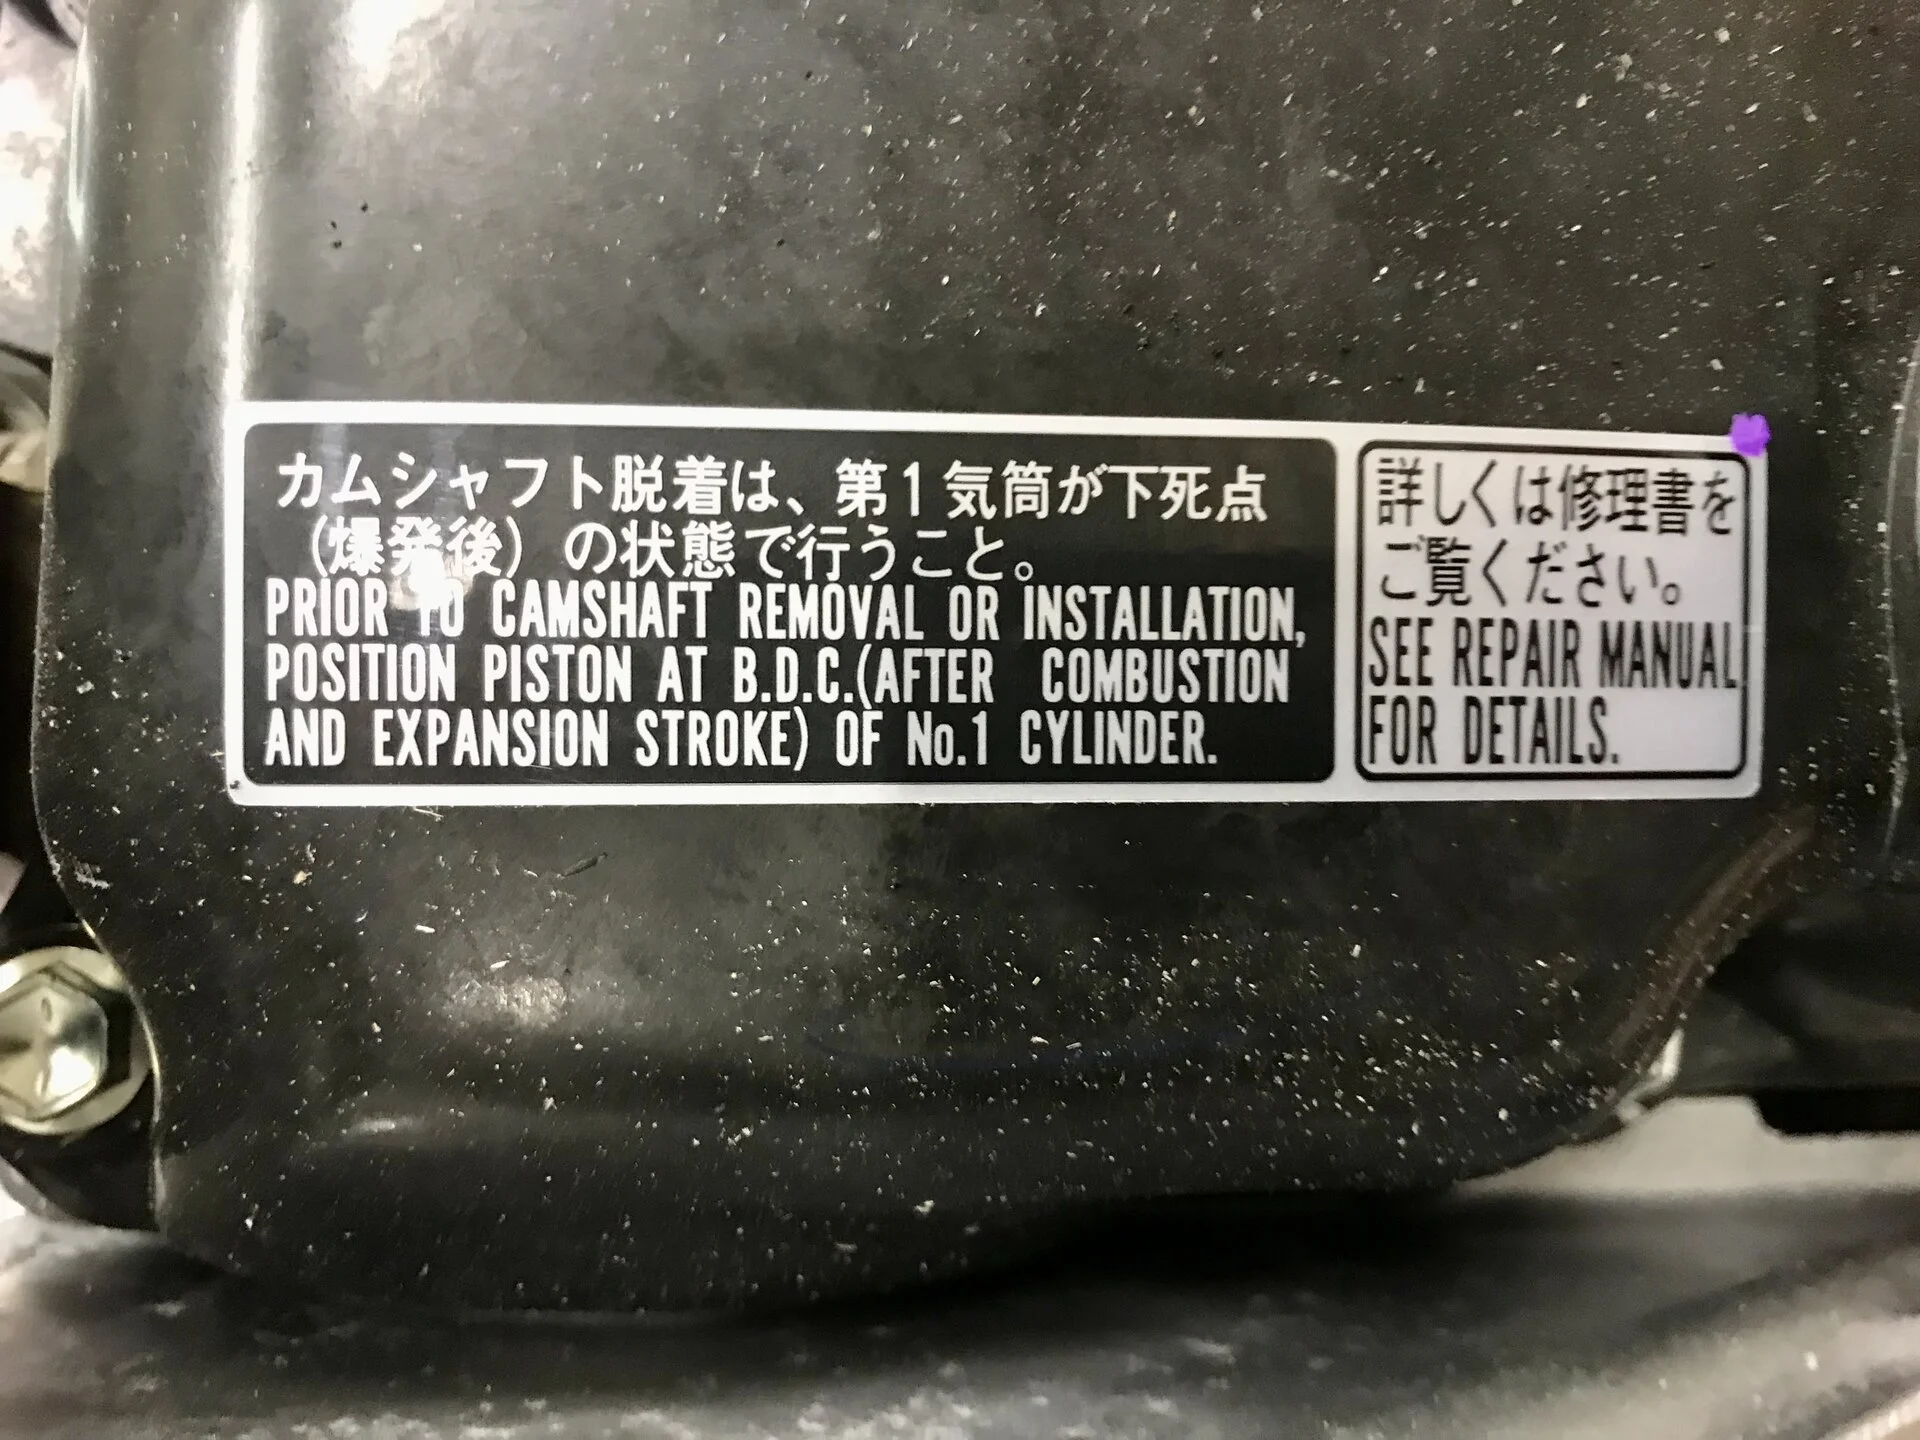 カムシャフト脱着は、第1気筒が下死点
（爆発後）の状態で行うこと。
PRIOR TO CAMSHAFT REMOVAL OR INSTALLATION,
POSITION PISTON AT B.D.C.(AFTER COMBUSTION
AND EXPANSION STROKE) OF No.1 CYLINDER.
詳しくは修理書を
ご覧ください。
SEE REPAIR MANUAL
FOR DETAILS.